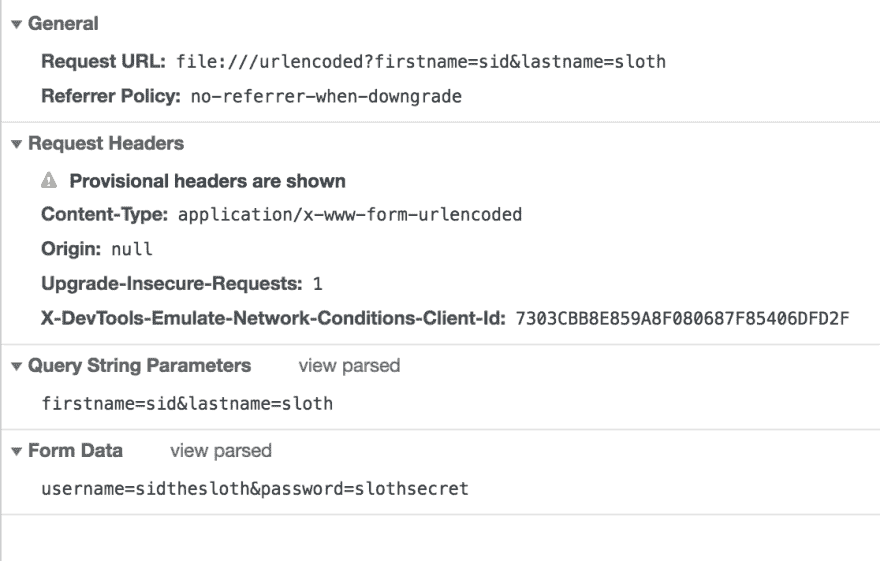 General
Request URL: file:///urlencoded?firstname=sid&lastname=sloth
Referrer Policy: no-referrer-when-downgrade
Request Headers
Provisional headers are shown
Content-Type: application/x-www-form-urlencoded
Origin: null
Upgrade-Insecure-Requests: 1
X-DevTools-Emulate-Network-Conditions-Client-Id: 7303CBB8E859A8F080687F85406DFD2F
Query String Parameters view parsed
firstname=sid&lastname=sloth
Form Data view parsed
username=sidthesloth&password=slothsecret